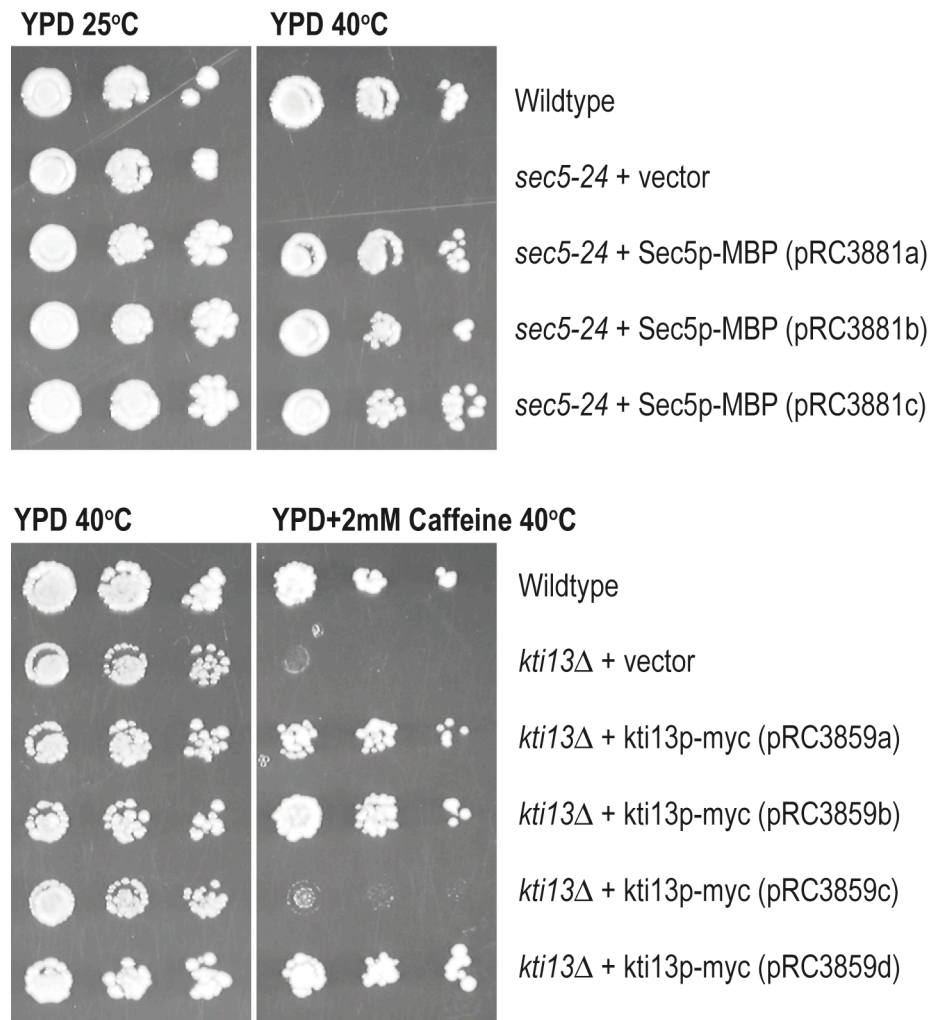 YPD 25°C
YPD 40°C
Wildtype
sec5-24 + vector
sec5-24 + Sec5p-MBP (pRC3881a)
sec5-24 + Sec5p-MBP (pRC3881b)
sec5-24 + Sec5p-MBP (pRC3881c)
YPD 40°C
YPD+2mM Caffeine 40°C
Wildtype
kti13Δ + vector
kti13Δ + kti13p-myc (pRC3859a)
kti13Δ + kti13p-myc (pRC3859b)
kti13Δ + kti13p-myc (pRC3859c)
kti13Δ + kti13p-myc (pRC3859d)